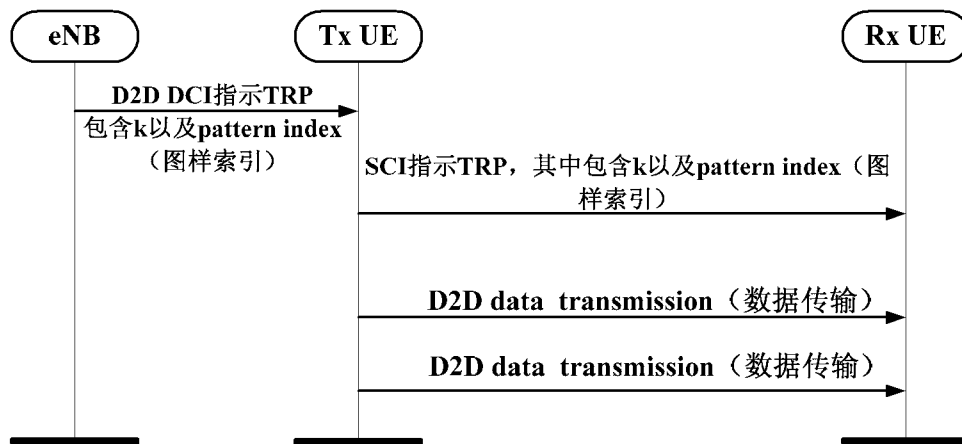 eNB
Tx UE
Rx UE
D2D DCI指示TRP
包含k以及pattern index
（图样索引）
SCI指示TRP，其中包含k以及pattern index（图
样索引）
D2D data transmission（数据传输）
D2D data transmission（数据传输）